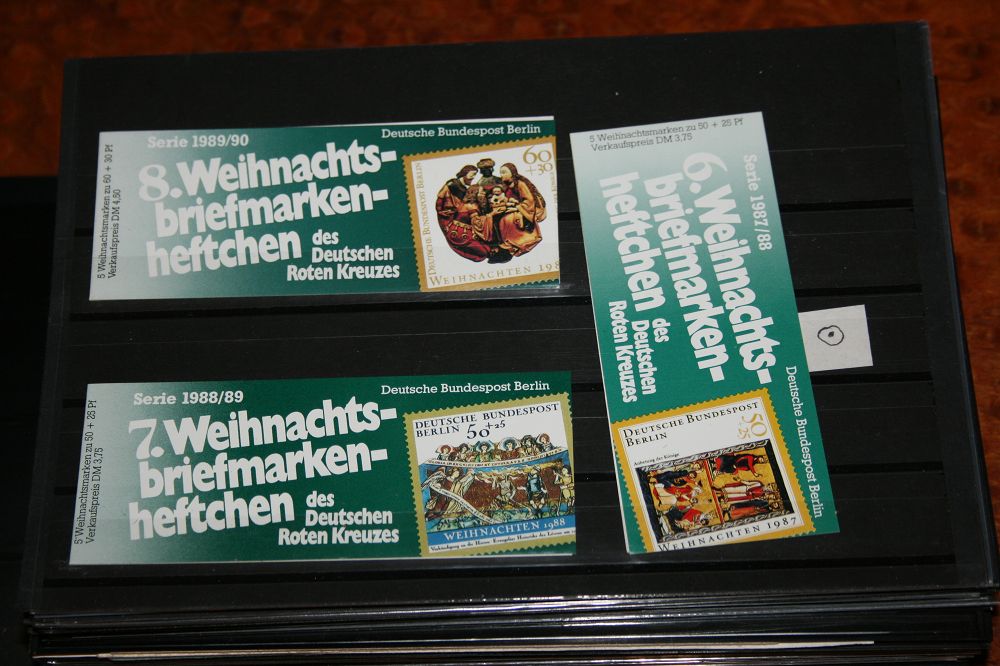 5 Weihnachtsmarken zu 60 + 30 Pf
Verkaufspreis DM 4,50
Serie 1989/90
Deutsche Bundespost Berlin
8. Weihnachts-
briefmarken-
heftchen des
Deutschen
Roten Kreuzes
60
+30
DEUTSCHE BUNDESPOST BERLIN
WEIHNACHTEN 198
5 Weihnachtsmarken zu 50 + 25 Pf
Verkaufspreis DM 3,75
Serie 1988/89
Deutsche Bundespost Berlin
7. Weihnachts-
briefmarken-
heftchen des
Deutschen
Roten Kreuzes
DEUTSCHE BUNDESPOST
BERLIN 50+25
WEIHNACHTEN 1988
5 Weihnachtsmarken zu 50 + 25 Pf
Verkaufspreis DM 3,75
Serie 1987/88
Deutsche Bundespost Berlin
6. Weihnachts-
briefmarken-
heftchen des
Deutschen
Roten Kreuzes
DEUTSCHE BUNDESPOST
BERLIN
50
+25
Anbetung der Könige
WEIHNACHTEN 1987